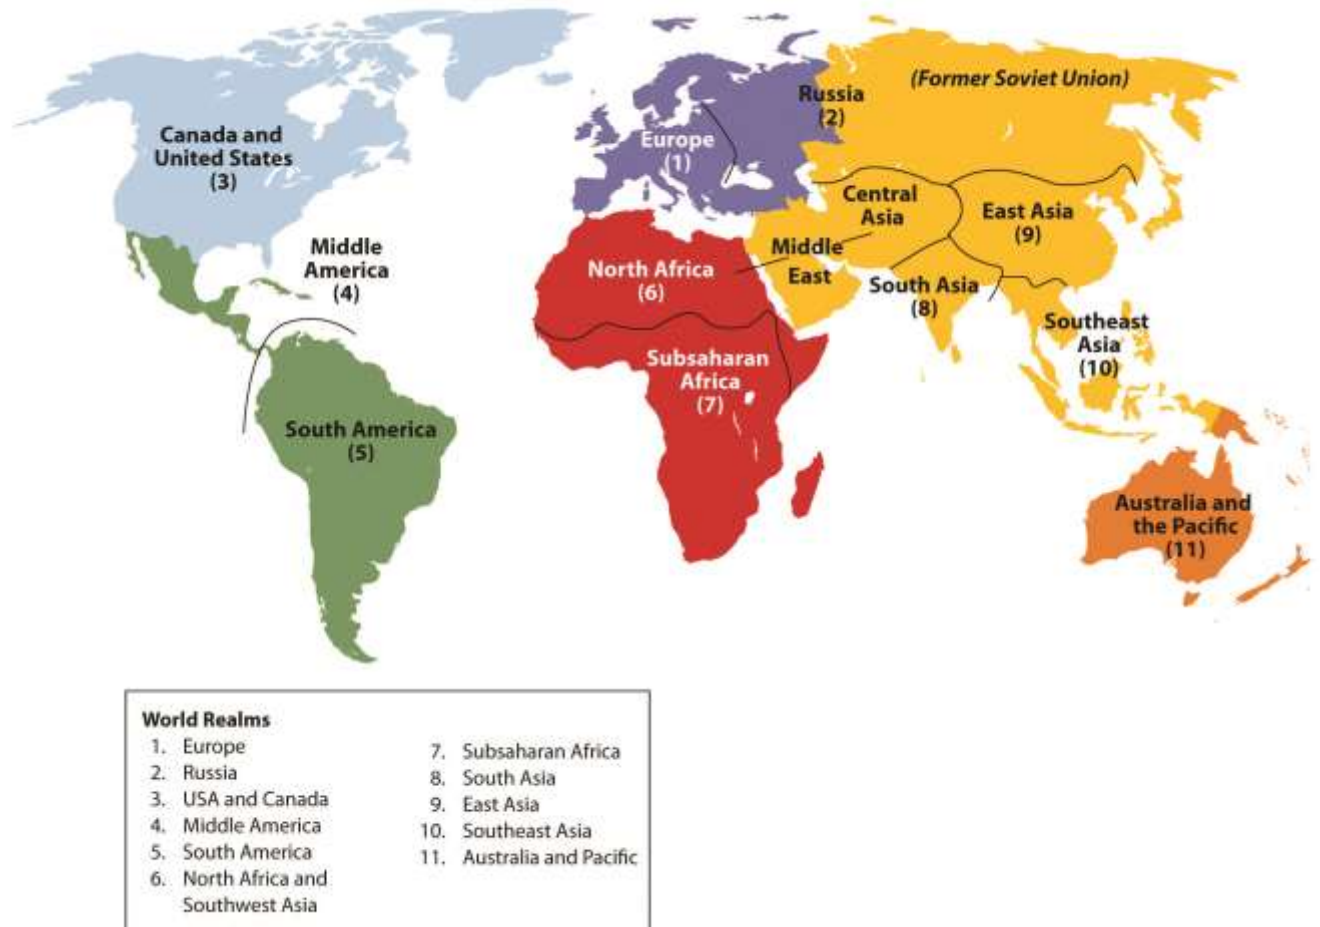 (Former Soviet Union)
Russia
(2)
Canada and
United States
(3)
Europe
(1)
Central
Asia
East Asia
(9)
Middle
America
(4)
Middle
East
North Africa
(6)
South Asia
(8)
Southeast
Asia
(10)
Subsaharan
Africa
(7)
South America
(5)
Australia and
the Pacific
(11)
World Realms
1. Europe
2. Russia
3. USA and Canada
4. Middle America
5. South America
6. North Africa and
Southwest Asia
7. Subsaharan Africa
8. South Asia
9. East Asia
10. Southeast Asia
11. Australia and Pacific